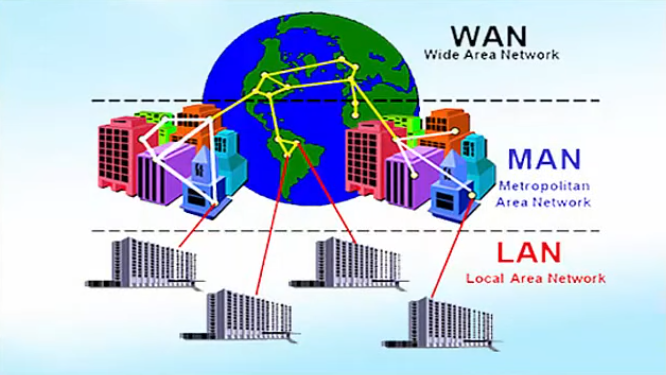 WAN
Wide Area Network
MAN
Metropolitan
Area Network
LAN
Local Area Network